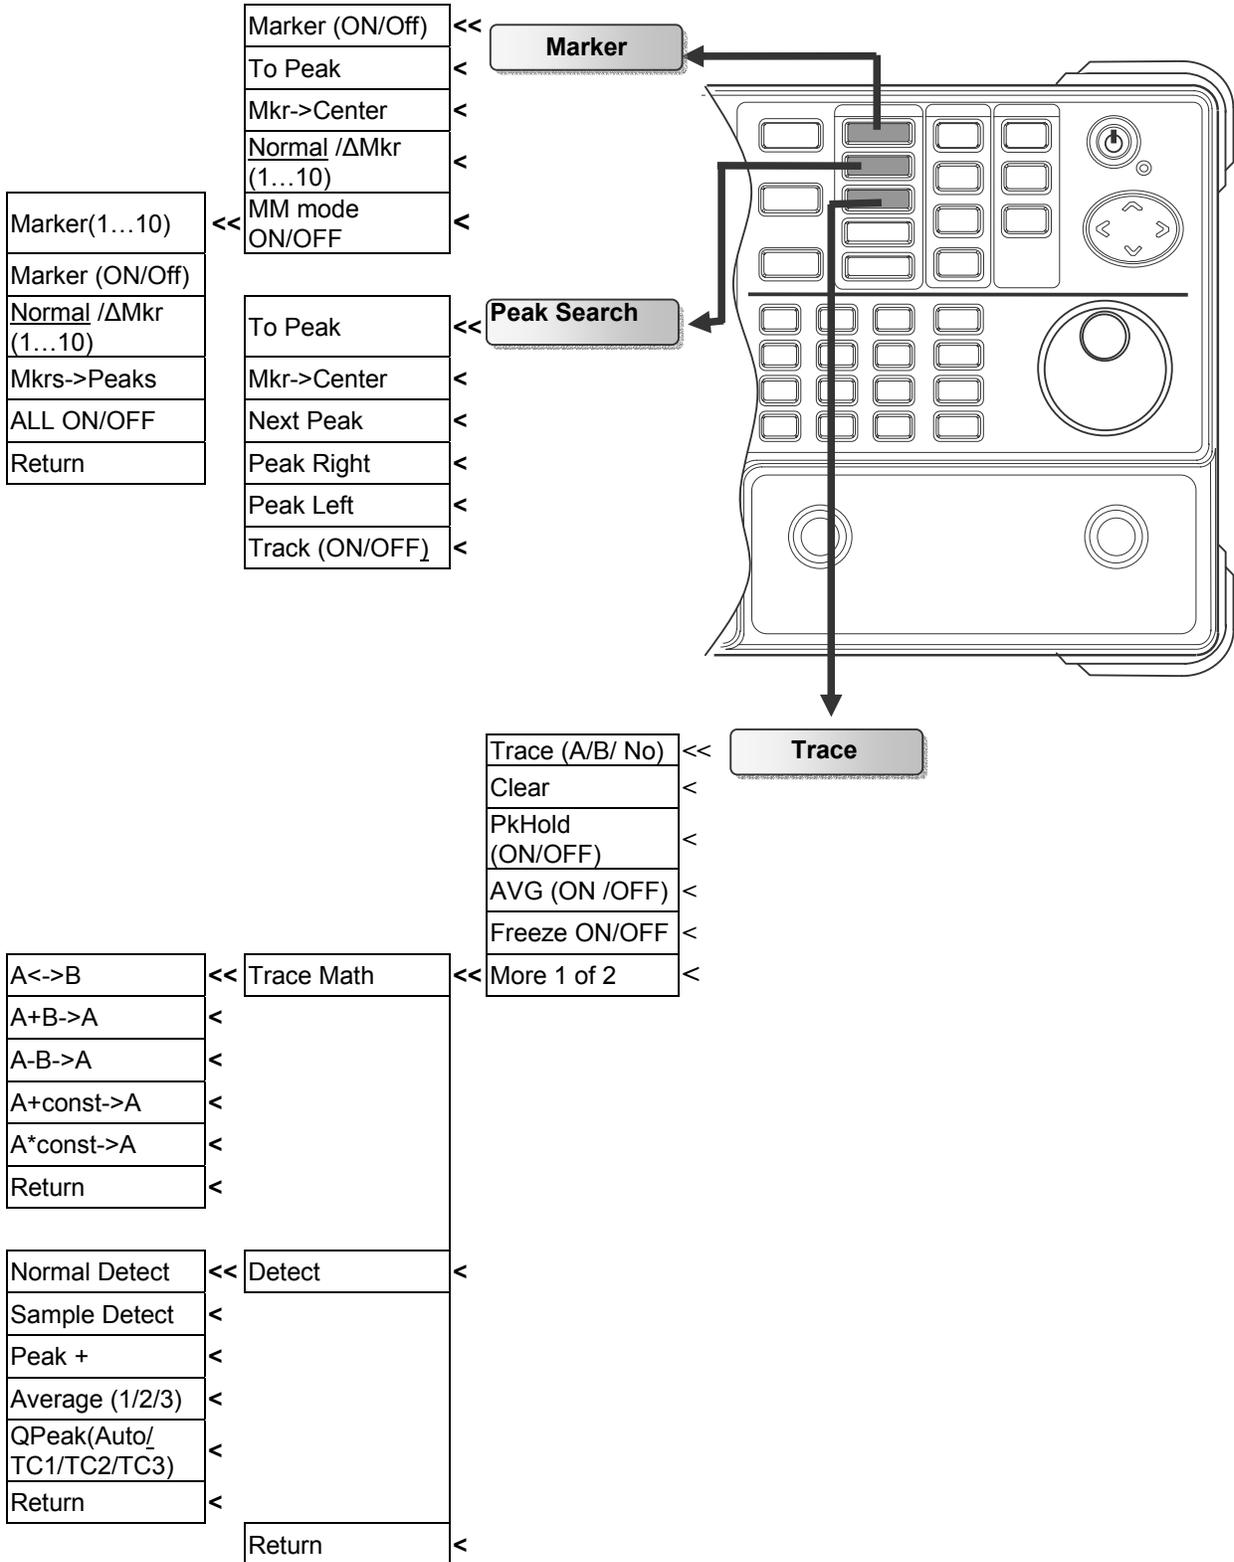 Marker (ON/Off) << Marker
To Peak <
Mkr->Center <
Normal /ΔMkr
(1…10) <
Marker(1…10) << MM mode
ON/OFF <
Marker (ON/Off)
Normal /ΔMkr
(1…10)
Mkrs->Peaks
ALL ON/OFF
Return
To Peak << Peak Search
Mkr->Center <
Next Peak <
Peak Right <
Peak Left <
Track (ON/OFF) <
Trace (A/B/ No) << Trace
Clear <
PkHold
(ON/OFF) <
AVG (ON /OFF) <
Freeze ON/OFF <
A<->B << Trace Math << More 1 of 2 <
A+B->A <
A-B->A <
A+const->A <
A*const->A <
Return <
Normal Detect << Detect <
Sample Detect <
Peak + <
Average (1/2/3) <
QPeak(Auto/
TC1/TC2/TC3) <
Return <
Return <